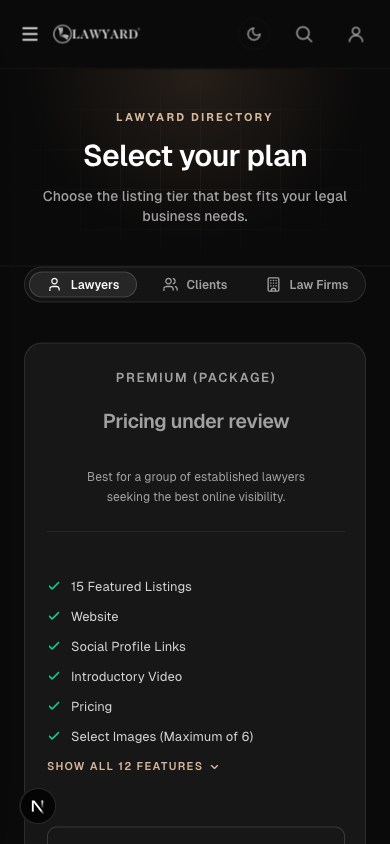 LAWYARD
LAWYARD DIRECTORY
Select your plan
Choose the listing tier that best fits your legal
business needs.
Lawyers
Clients
Law Firms
PREMIUM (PACKAGE)
Pricing under review
Best for a group of established lawyers
seeking the best online visibility.
15 Featured Listings
Website
Social Profile Links
Introductory Video
Pricing
Select Images (Maximum of 6)
SHOW ALL 12 FEATURES
N